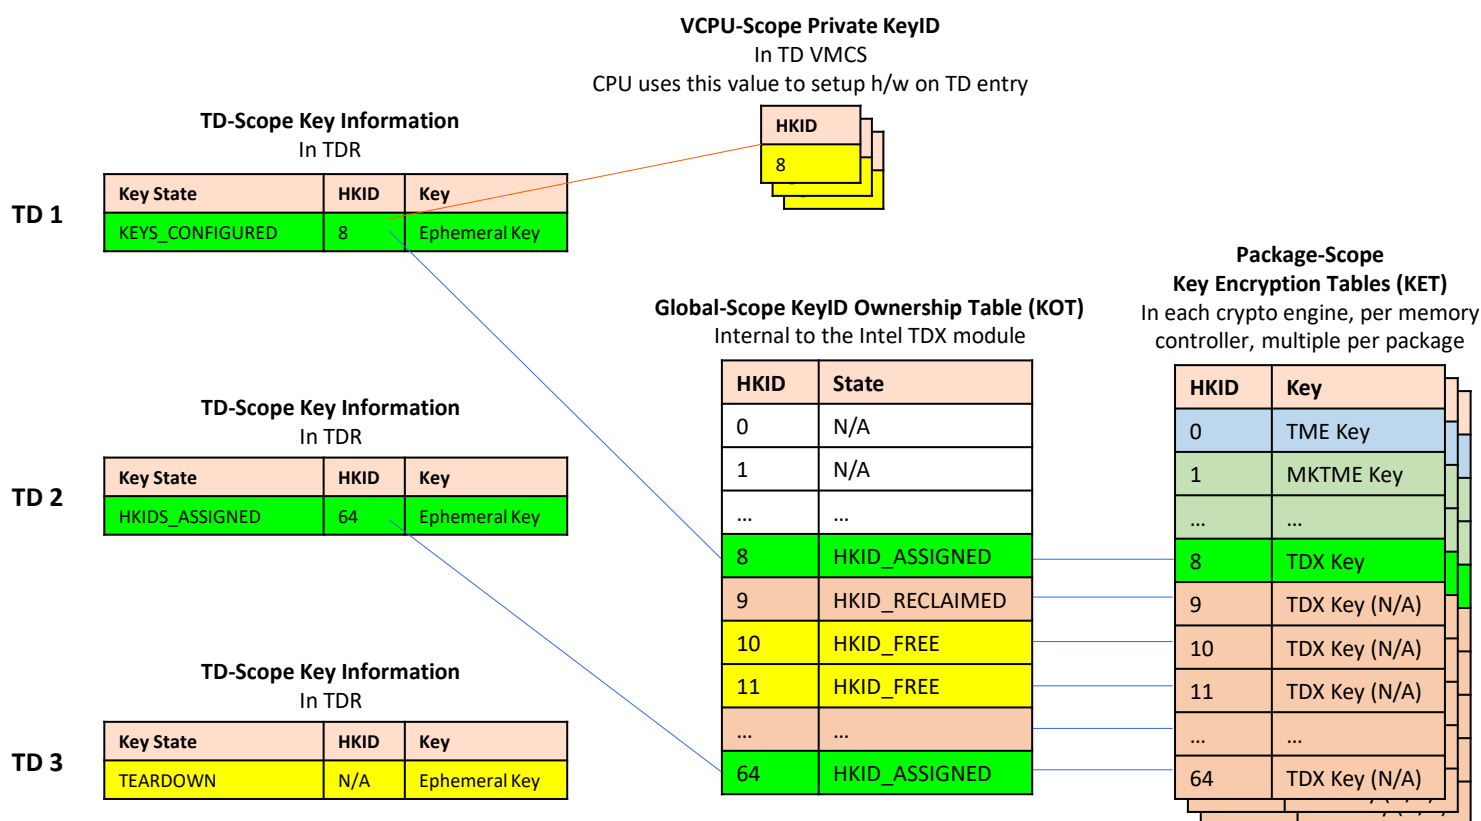 VCPU-Scope Private KeyID
In TD VMCS
CPU uses this value to setup h/w on TD entry
HKID
8
TD-Scope Key Information
In TDR
Key State HKID Key
TD 1
KEYS_CONFIGURED 8 Ephemeral Key
TD-Scope Key Information
In TDR
Key State HKID Key
TD 2
HKIDS_ASSIGNED 64 Ephemeral Key
TD-Scope Key Information
In TDR
Key State HKID Key
TD 3
TEARDOWN N/A Ephemeral Key
Global-Scope KeyID Ownership Table (KOT)
Internal to the Intel TDX module
HKID State
0 N/A
1 N/A
... ...
8 HKID_ASSIGNED
9 HKID_RECLAIMED
10 HKID_FREE
11 HKID_FREE
... ...
64 HKID_ASSIGNED
Package-Scope
Key Encryption Tables (KET)
In each crypto engine, per memory
controller, multiple per package
HKID Key
0 TME Key
1 MKTME Key
... ...
8 TDX Key
9 TDX Key (N/A)
10 TDX Key (N/A)
11 TDX Key (N/A)
... ...
64 TDX Key (N/A)